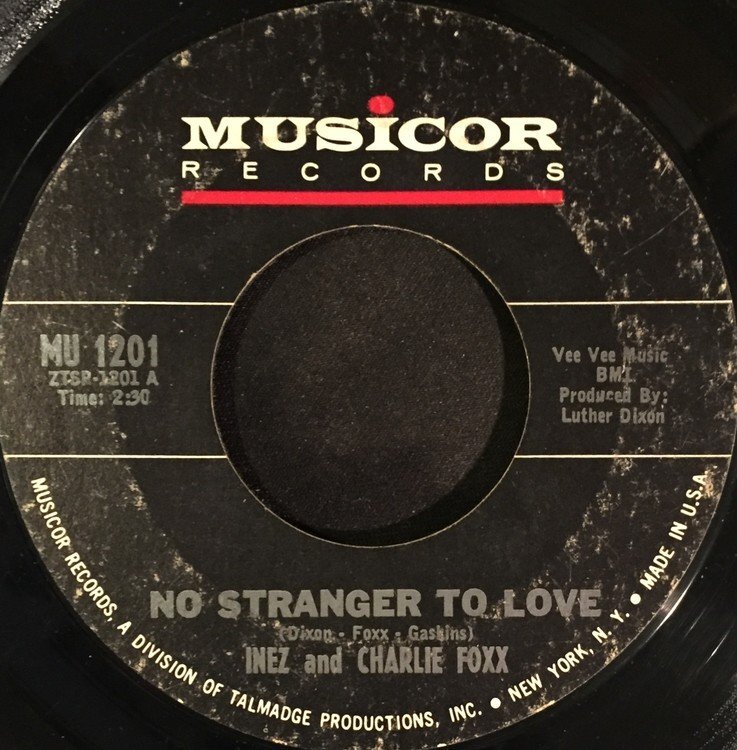 MUSICOR
RECORDS
MU 1201
ZTSP-1201 A
Time: 2:30
Vee Vee Music
BMI
Produced By:
Luther Dixon
NO STRANGER TO LOVE
(Dixon - Foxx - Gaskins)
INEZ and CHARLIE FOXX
MUSICOR RECORDS, A DIVISION OF TALMADGE PRODUCTIONS, INC. ● NEW YORK, N. Y. ● MADE IN U.S.A.